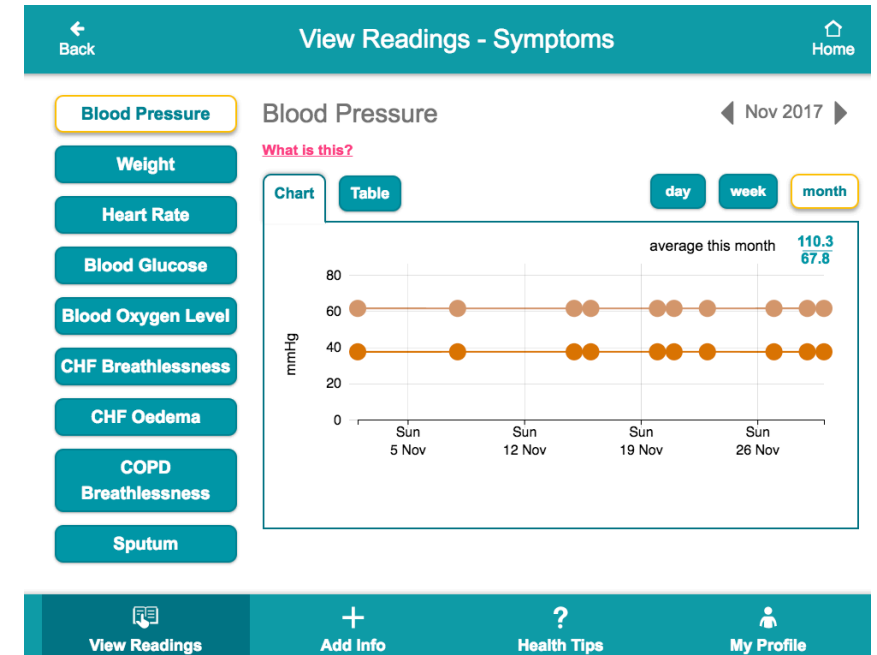 Back
View Readings - Symptoms
Home
Blood Pressure
Weight
Heart Rate
Blood Glucose
Blood Oxygen Level
CHF Breathlessness
CHF Oedema
COPD
Breathlessness
Sputum
Blood Pressure
Nov 2017
What is this?
Chart
Table
day
week
month
average this month
110.3
67.8
mmHg
80
60
40
20
0
Sun
5 Nov
Sun
12 Nov
Sun
19 Nov
Sun
26 Nov
View Readings
Add Info
?
Health Tips
My Profile